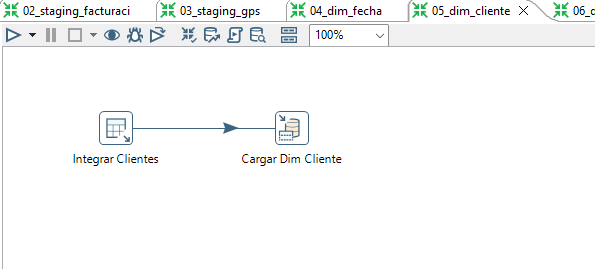 02_staging_facturaci
03_staging_gps
04_dim_fecha
05_dim_cliente
100%
Integrar Clientes
Cargar Dim Cliente